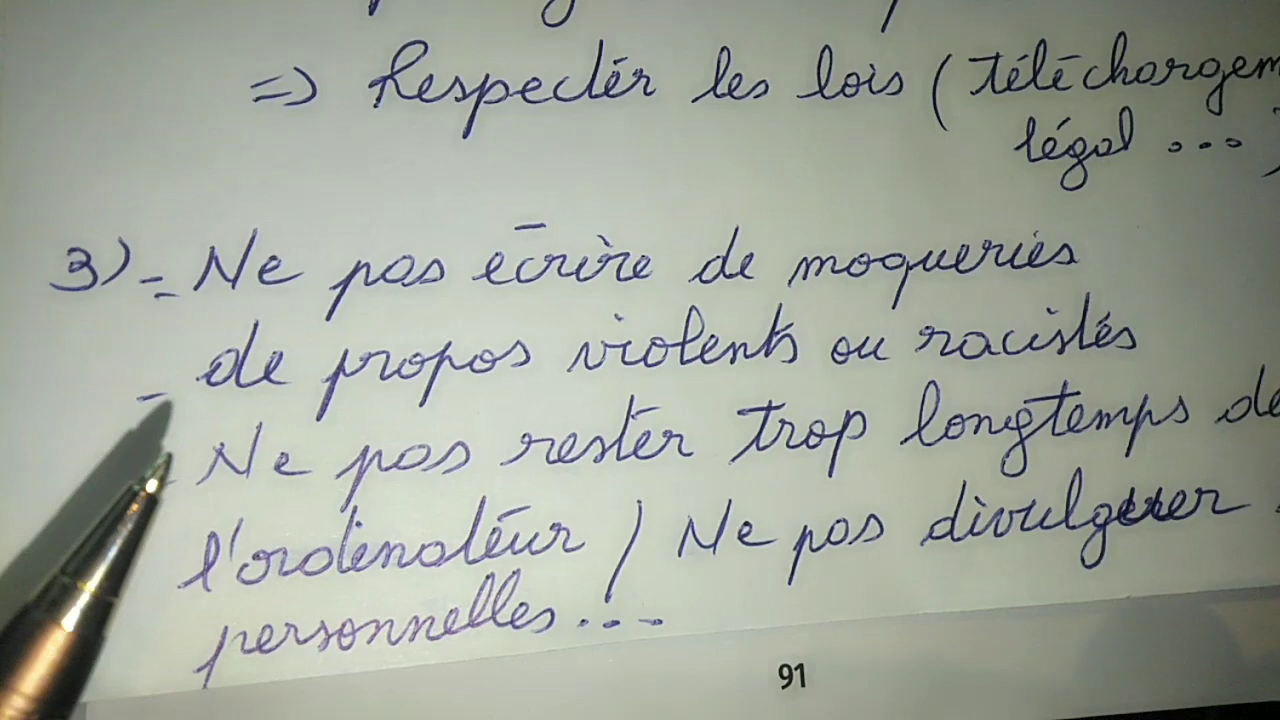 => Respecter les lois (téléchargem
légal ...)
3) - Ne pas écrire de moqueries
de propos violents ou racistes
- Ne pas rester trop longtemps de
l'ordinateur / Ne pas divulguer
personnelles...
91